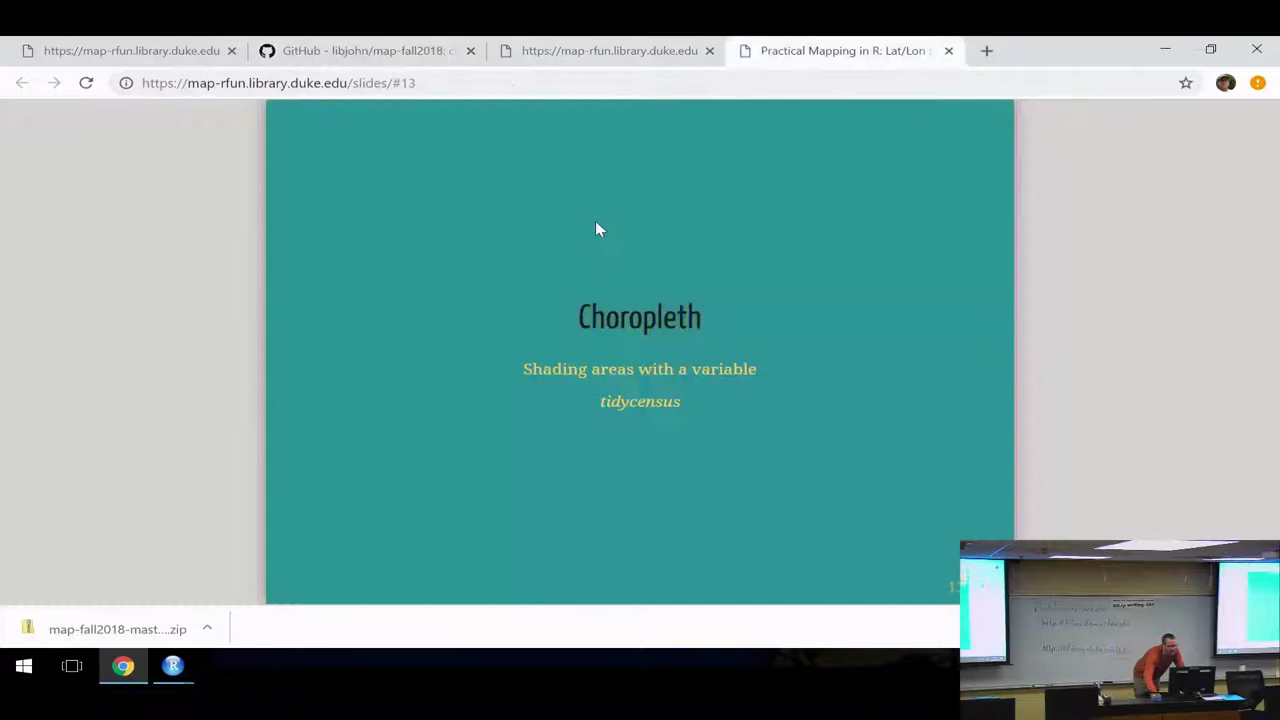 https://map-rfun.library.duke.edu
GitHub - libjohn/map-fall2018: c
https://map-rfun.library.duke.edu
Practical Mapping in R: Lat/Lon
https://map-rfun.library.duke.edu/slides/#13
Choropleth
Shading areas with a variable
tidycensus
map-fall2018-mast....zip